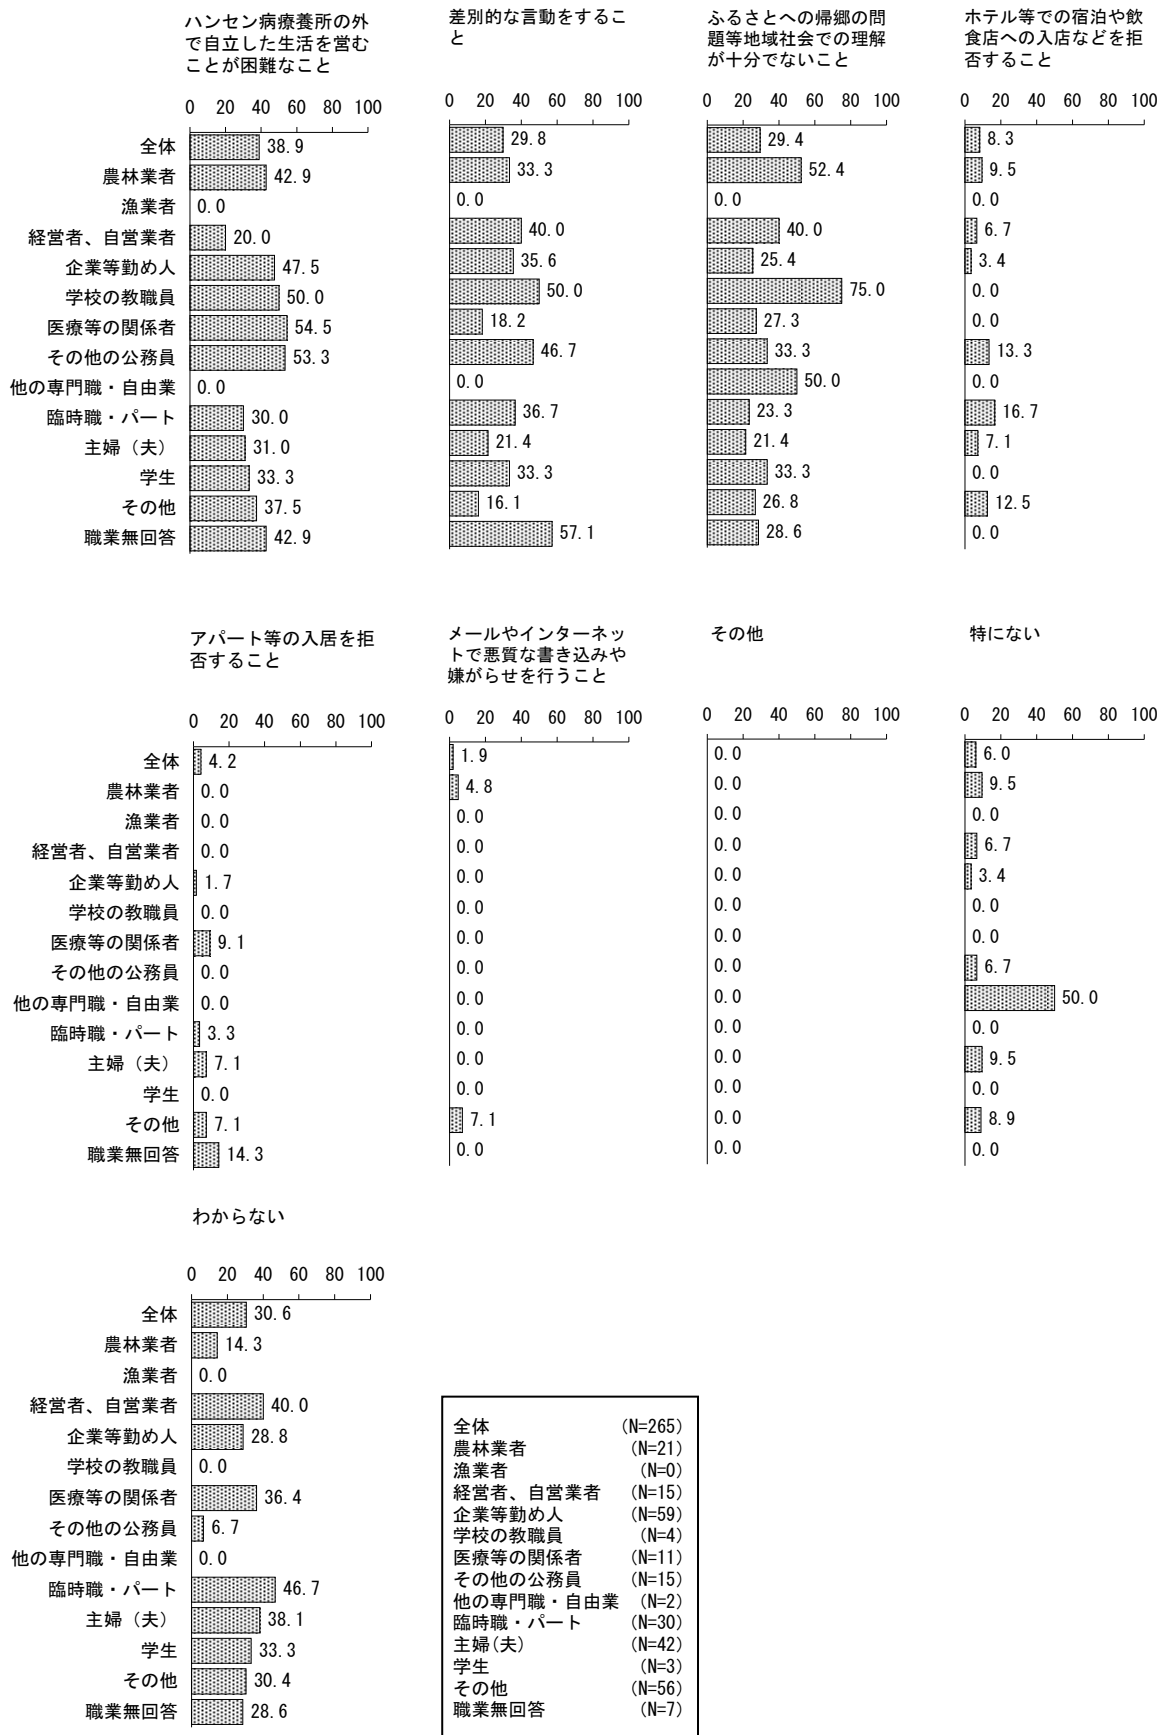 ハンセン病療養所の外
で自立した生活を営む
ことが困難なこと
差別的な言動をするこ
と
ふるさとへの帰郷の問
題等地域社会での理解
が十分でないこと
ホテル等での宿泊や飲
食店への入店などを拒
否すること
0 20 40 60 80 100
0 20 40 60 80 100
0 20 40 60 80 100
0 20 40 60 80 100
全体 38.9 29.8 29.4 8.3
農林業者 42.9 33.3 52.4 9.5
漁業者 0.0 0.0 0.0 0.0
経営者、自営業者 20.0 40.0 40.0 6.7
企業等勤め人 47.5 35.6 25.4 3.4
学校の教職員 50.0 50.0 75.0 0.0
医療等の関係者 54.5 18.2 27.3 0.0
その他の公務員 53.3 46.7 33.3 13.3
他の専門職・自由業 0.0 0.0 50.0 0.0
臨時職・パート 30.0 36.7 23.3 16.7
主婦（夫） 31.0 21.4 21.4 7.1
学生 33.3 33.3 33.3 0.0
その他 37.5 16.1 26.8 12.5
職業無回答 42.9 57.1 28.6 0.0
アパート等の入居を拒
否すること
メールやインターネッ
トで悪質な書き込みや
嫌がらせを行うこと
その他
特にない
0 20 40 60 80 100
0 20 40 60 80 100
0 20 40 60 80 100
0 20 40 60 80 100
全体 4.2 1.9 0.0 6.0
農林業者 0.0 4.8 0.0 9.5
漁業者 0.0 0.0 0.0 0.0
経営者、自営業者 0.0 0.0 0.0 6.7
企業等勤め人 1.7 0.0 0.0 3.4
学校の教職員 0.0 0.0 0.0 0.0
医療等の関係者 9.1 0.0 0.0 0.0
その他の公務員 0.0 0.0 0.0 6.7
他の専門職・自由業 0.0 0.0 0.0 50.0
臨時職・パート 3.3 0.0 0.0 0.0
主婦（夫） 7.1 0.0 0.0 9.5
学生 0.0 0.0 0.0 0.0
その他 7.1 7.1 0.0 8.9
職業無回答 14.3 0.0 0.0 0.0
わからない
0 20 40 60 80 100
全体 30.6
農林業者 14.3
漁業者 0.0
経営者、自営業者 40.0
企業等勤め人 28.8
学校の教職員 0.0
医療等の関係者 36.4
その他の公務員 6.7
他の専門職・自由業 0.0
臨時職・パート 46.7
主婦（夫） 38.1
学生 33.3
その他 30.4
職業無回答 28.6
全体 (N=265)
農林業者 (N=21)
漁業者 (N=0)
経営者、自営業者 (N=15)
企業等勤め人 (N=59)
学校の教職員 (N=4)
医療等の関係者 (N=11)
その他の公務員 (N=15)
他の専門職・自由業 (N=2)
臨時職・パート (N=30)
主婦(夫) (N=42)
学生 (N=3)
その他 (N=56)
職業無回答 (N=7)